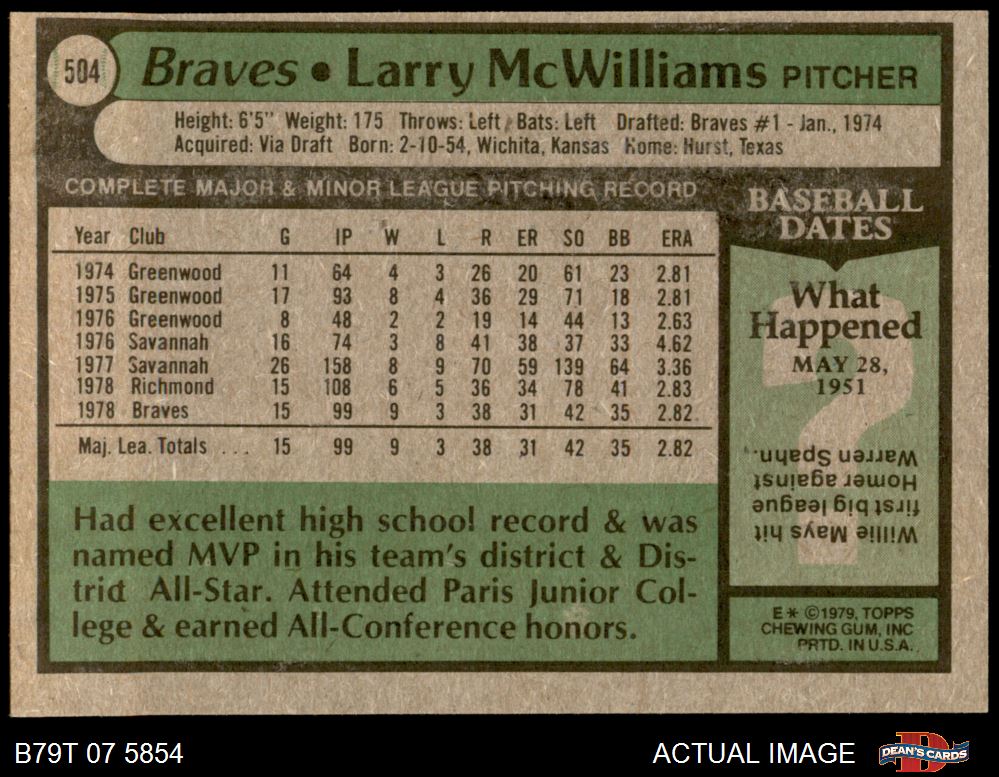 504 Braves • Larry McWilliams PITCHER
Height: 6'5" Weight: 175 Throws: Left Bats: Left Drafted: Braves #1 - Jan., 1974
Acquired: Via Draft Born: 2-10-54, Wichita, Kansas Home: Hurst, Texas
COMPLETE MAJOR & MINOR LEAGUE PITCHING RECORD
Year Club G IP W L R ER SO BB ERA
1974 Greenwood 11 64 4 3 26 20 61 23 2.81
1975 Greenwood 17 93 8 4 36 29 71 18 2.81
1976 Greenwood 8 48 2 2 19 14 44 13 2.63
1976 Savannah 16 74 3 8 41 38 37 33 4.62
1977 Savannah 26 158 8 9 70 59 139 64 3.36
1978 Richmond 15 108 6 5 36 34 78 41 2.83
1978 Braves 15 99 9 3 38 31 42 35 2.82
Maj. Lea. Totals ... 15 99 9 3 38 31 42 35 2.82
Had excellent high school record & was
named MVP in his team's district & Dis-
trict All-Star. Attended Paris Junior Col-
lege & earned All-Conference honors.
BASEBALL
DATES
What
Happened
MAY 28,
1951
?
Willie Mays hit
first big league
Homer against
Warren Spahn.
E * ©1979, TOPPS
CHEWING GUM, INC
PRTD. IN U.S.A.
B79T 07 5854
ACTUAL IMAGE
D
DEAN'S CARDS